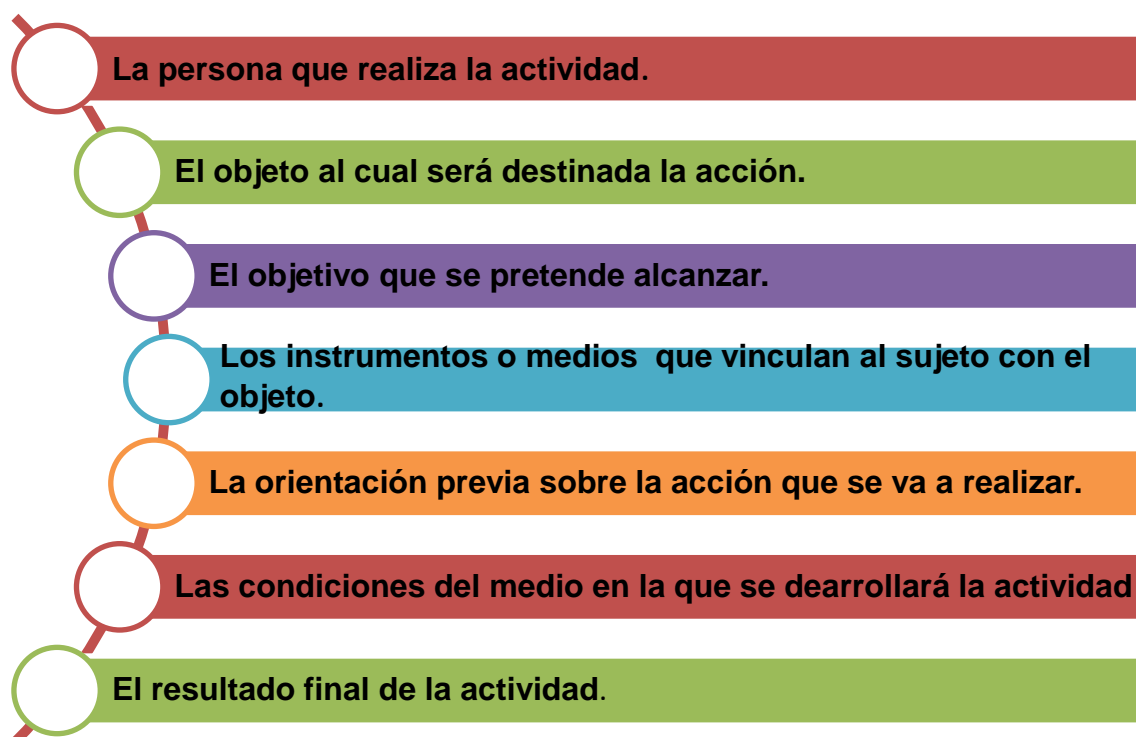 La persona que realiza la actividad.
El objeto al cual será destinada la acción.
El objetivo que se pretende alcanzar.
Los instrumentos o medios  que vinculan al sujeto con el
objeto.
La orientación previa sobre la acción que se va a realizar.
Las condiciones del medio en la que se dearrollará la actividad
El resultado final de la actividad.